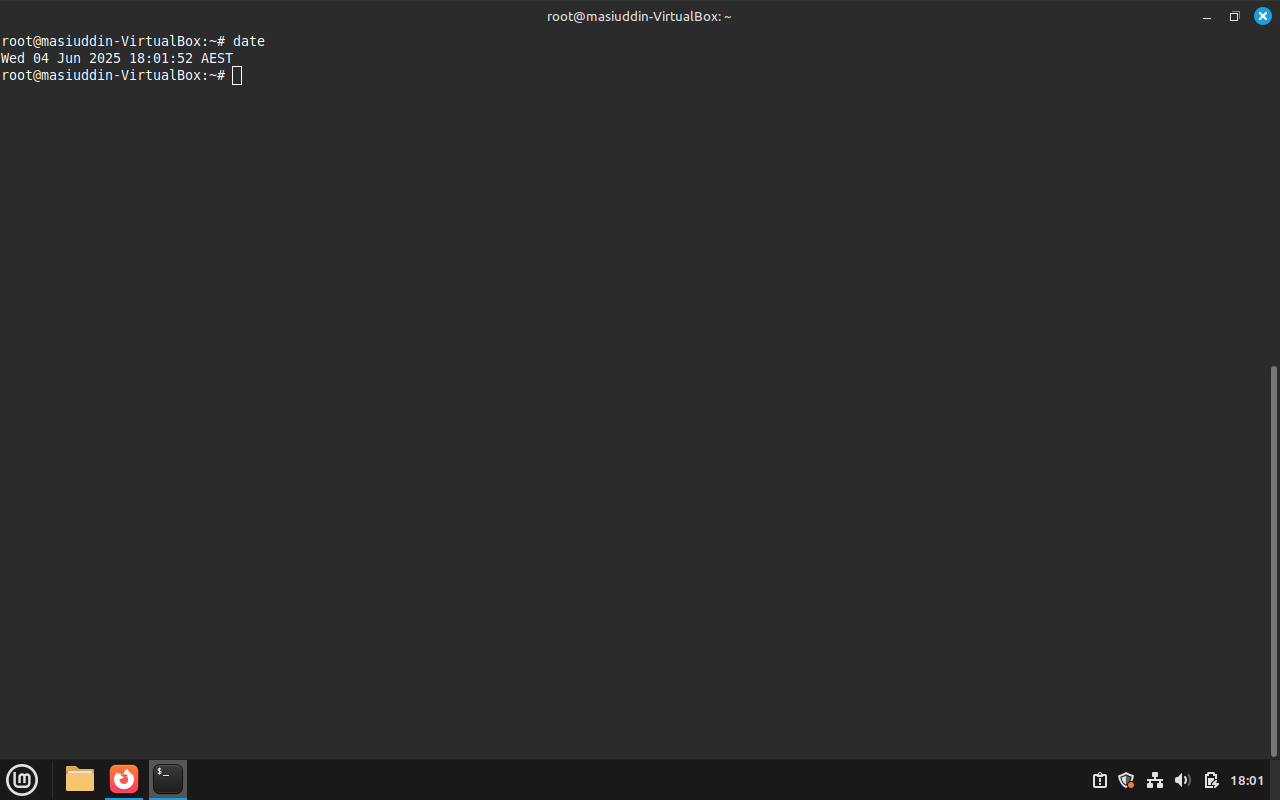 root@masiuddin-VirtualBox: ~
root@masiuddin-VirtualBox:~# date
Wed 04 Jun 2025 18:01:52 AEST
root@masiuddin-VirtualBox:~#
$_
18:01